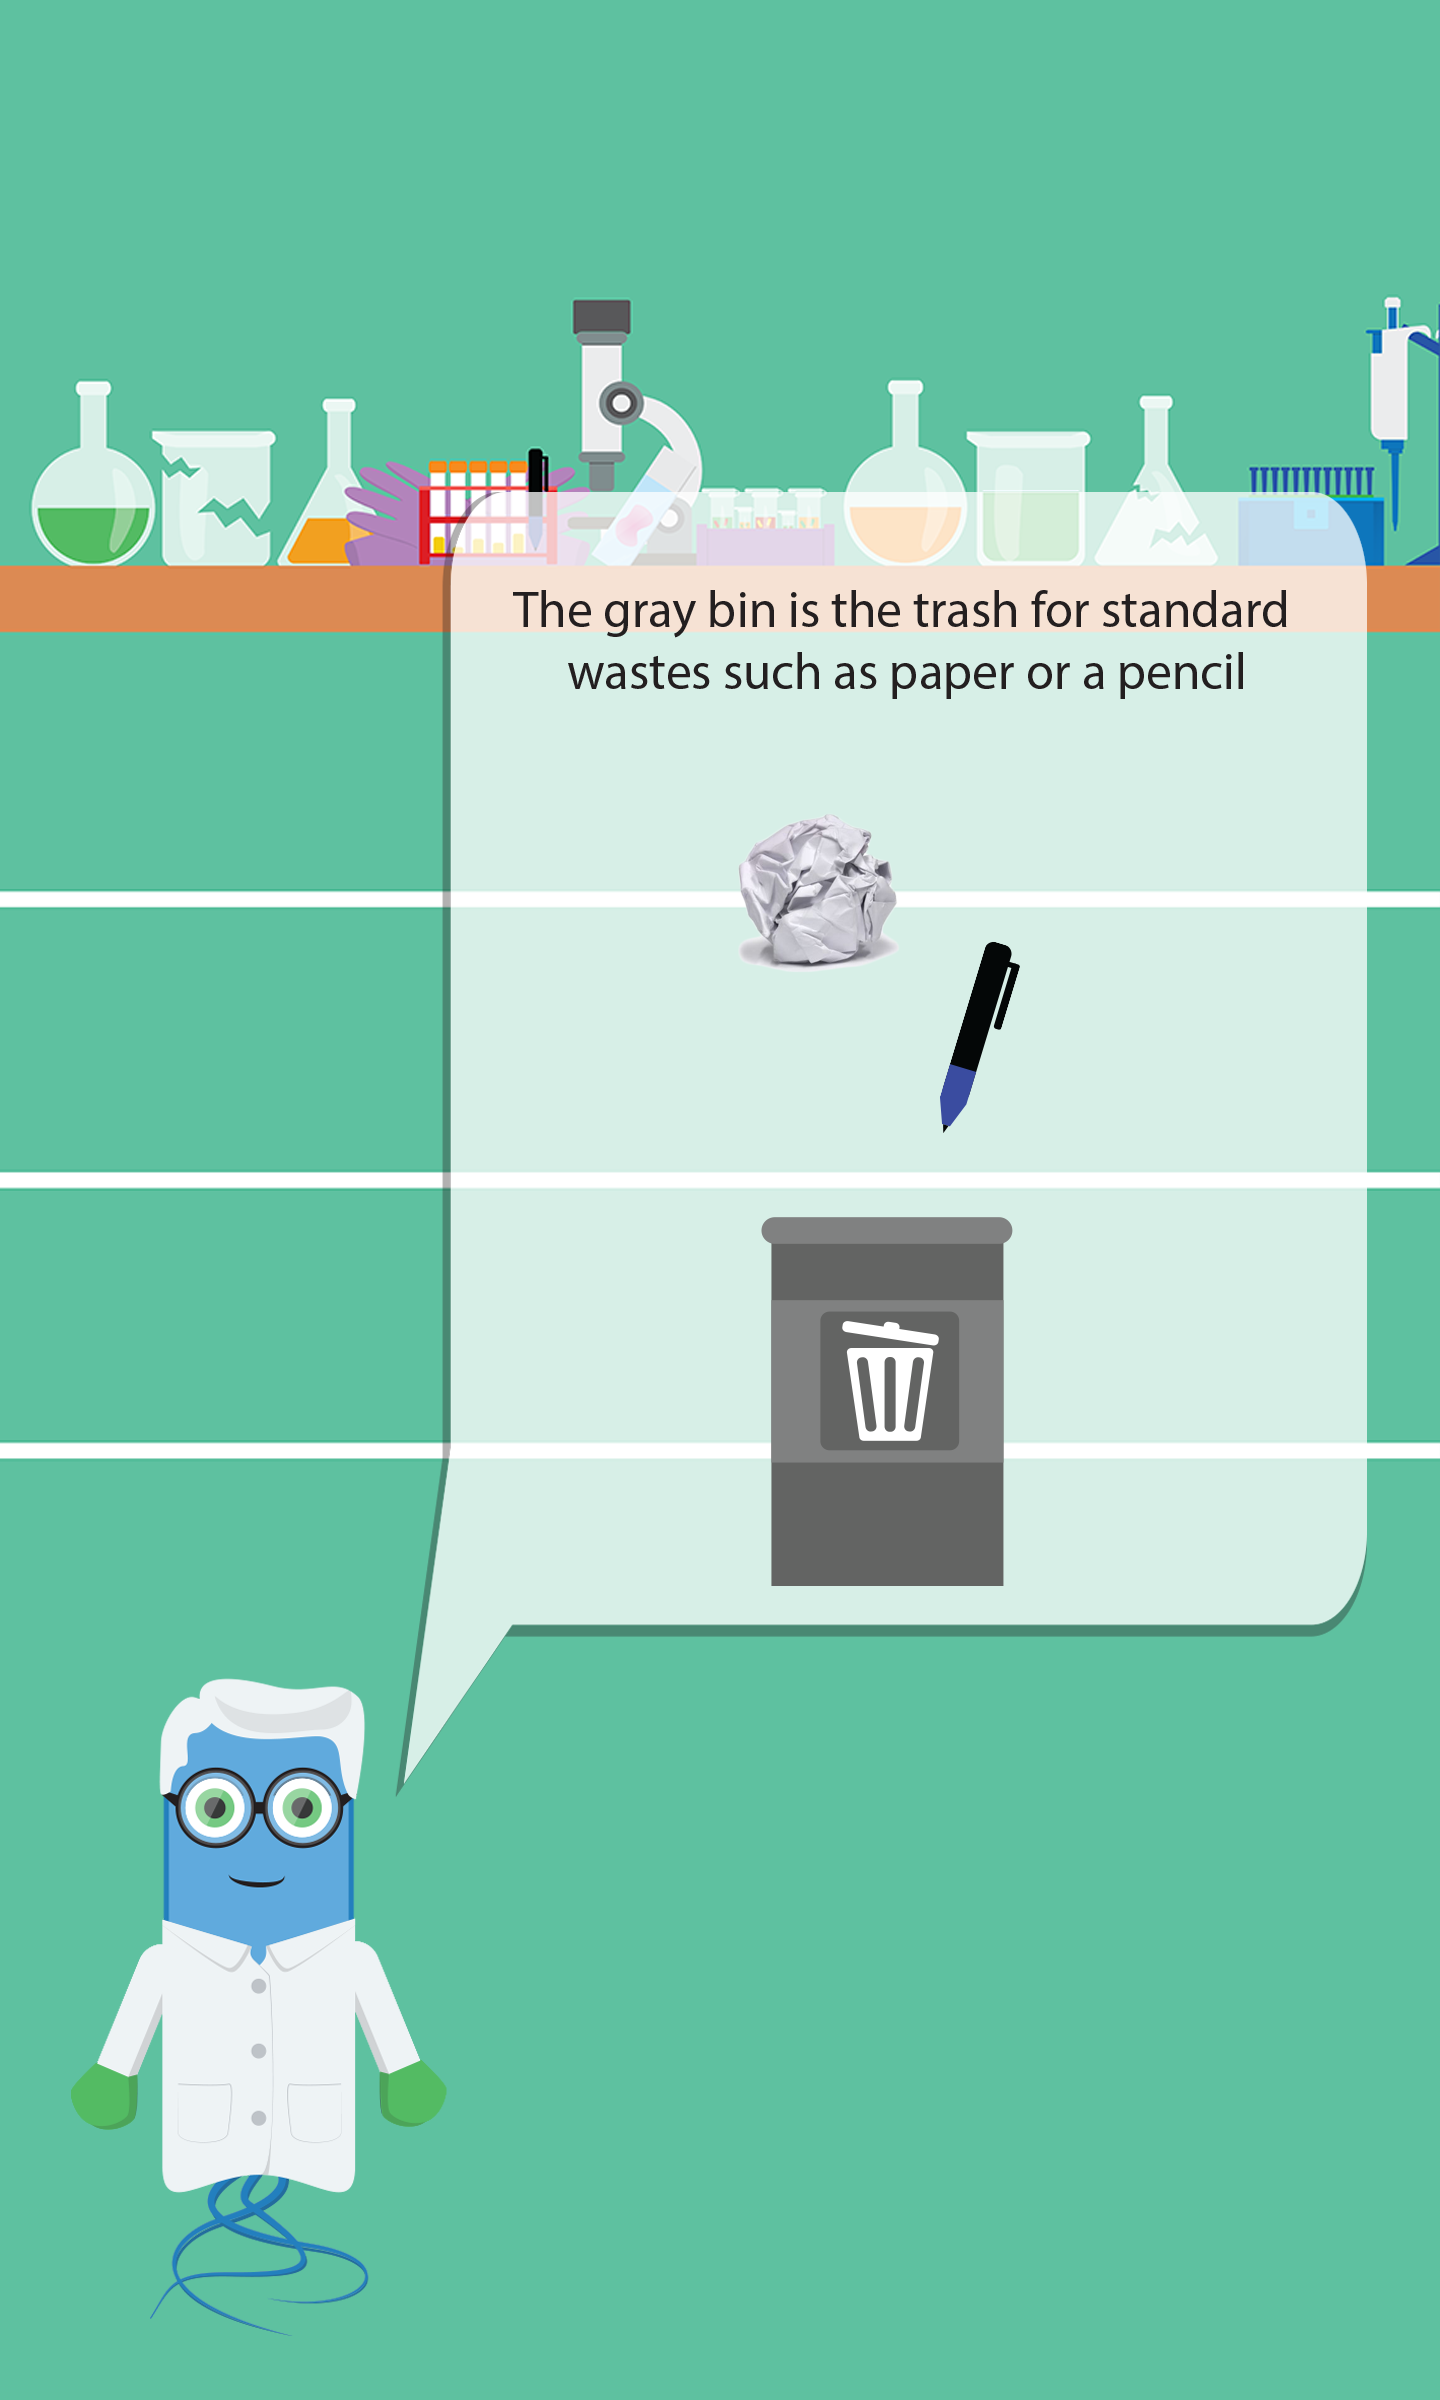 The gray bin is the trash for standard
wastes such as paper or a pencil